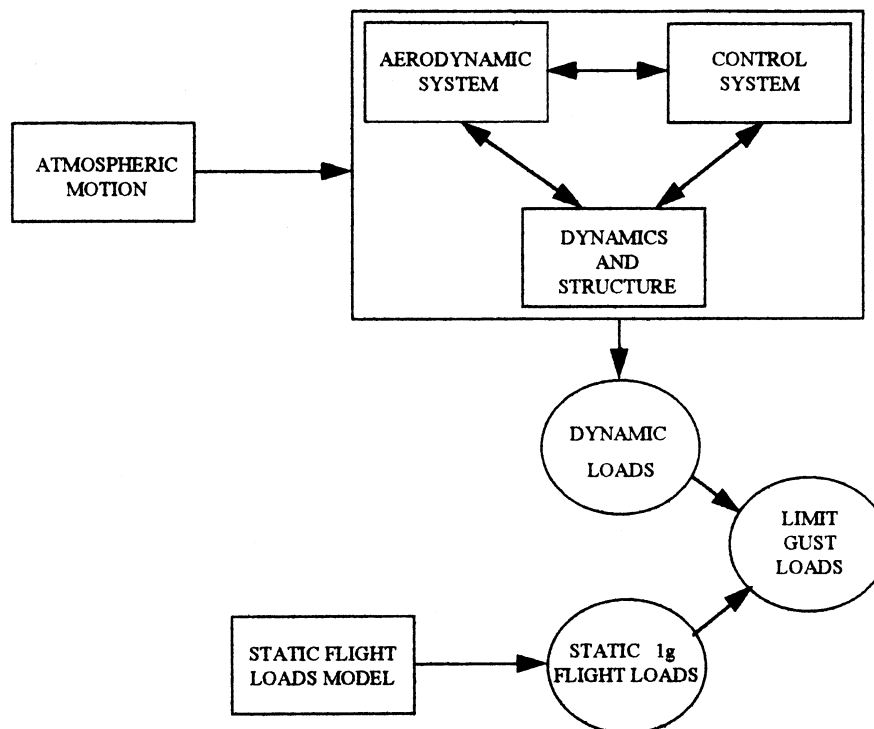 AERODYNAMIC
SYSTEM
CONTROL
SYSTEM
ATMOSPHERIC
MOTION
DYNAMICS
AND
STRUCTURE
DYNAMIC
LOADS
LIMIT
GUST
LOADS
STATIC FLIGHT
LOADS MODEL
STATIC 1g
FLIGHT LOADS